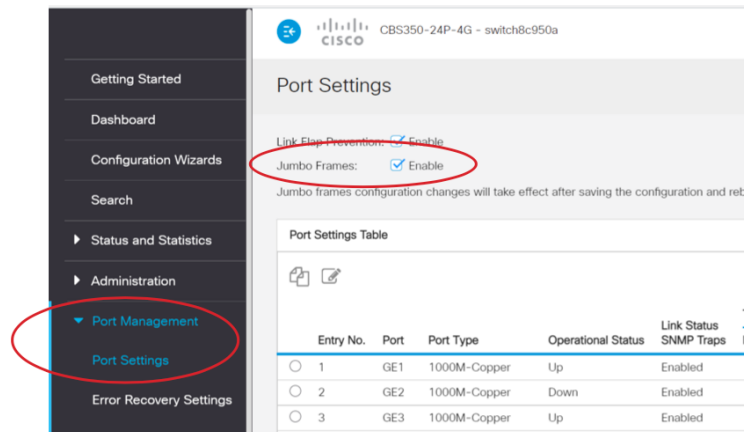 CISCO CBS350-24P-4G - switch8c950a
Getting Started
Dashboard
Configuration Wizards
Search
Status and Statistics
Administration
Port Management
Port Settings
Error Recovery Settings
Port Settings
Link Flap Prevention: Enable
Jumbo Frames: Enable
Jumbo frames configuration changes will take effect after saving the configuration and
Port Settings Table
Entry No. Port Port Type Operational Status Link Status SNMP Traps
1 GE1 1000M-Copper Up Enabled
2 GE2 1000M-Copper Down Enabled
3 GE3 1000M-Copper Up Enabled